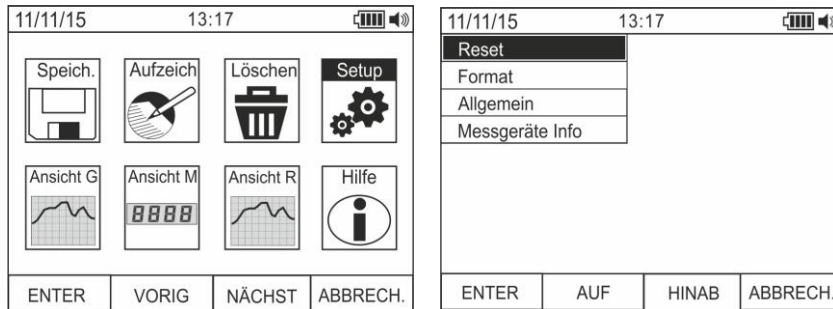 11/11/15 13:17
Speich. Aufzeich Löschen Setup
Ansicht G Ansicht M Ansicht R Hilfe
8888
ENTER VORIG NÄCHST ABBRECH.
11/11/15 13:17
Reset
Format
Allgemein
Messgeräte Info
ENTER AUF HINAB ABBRECH.